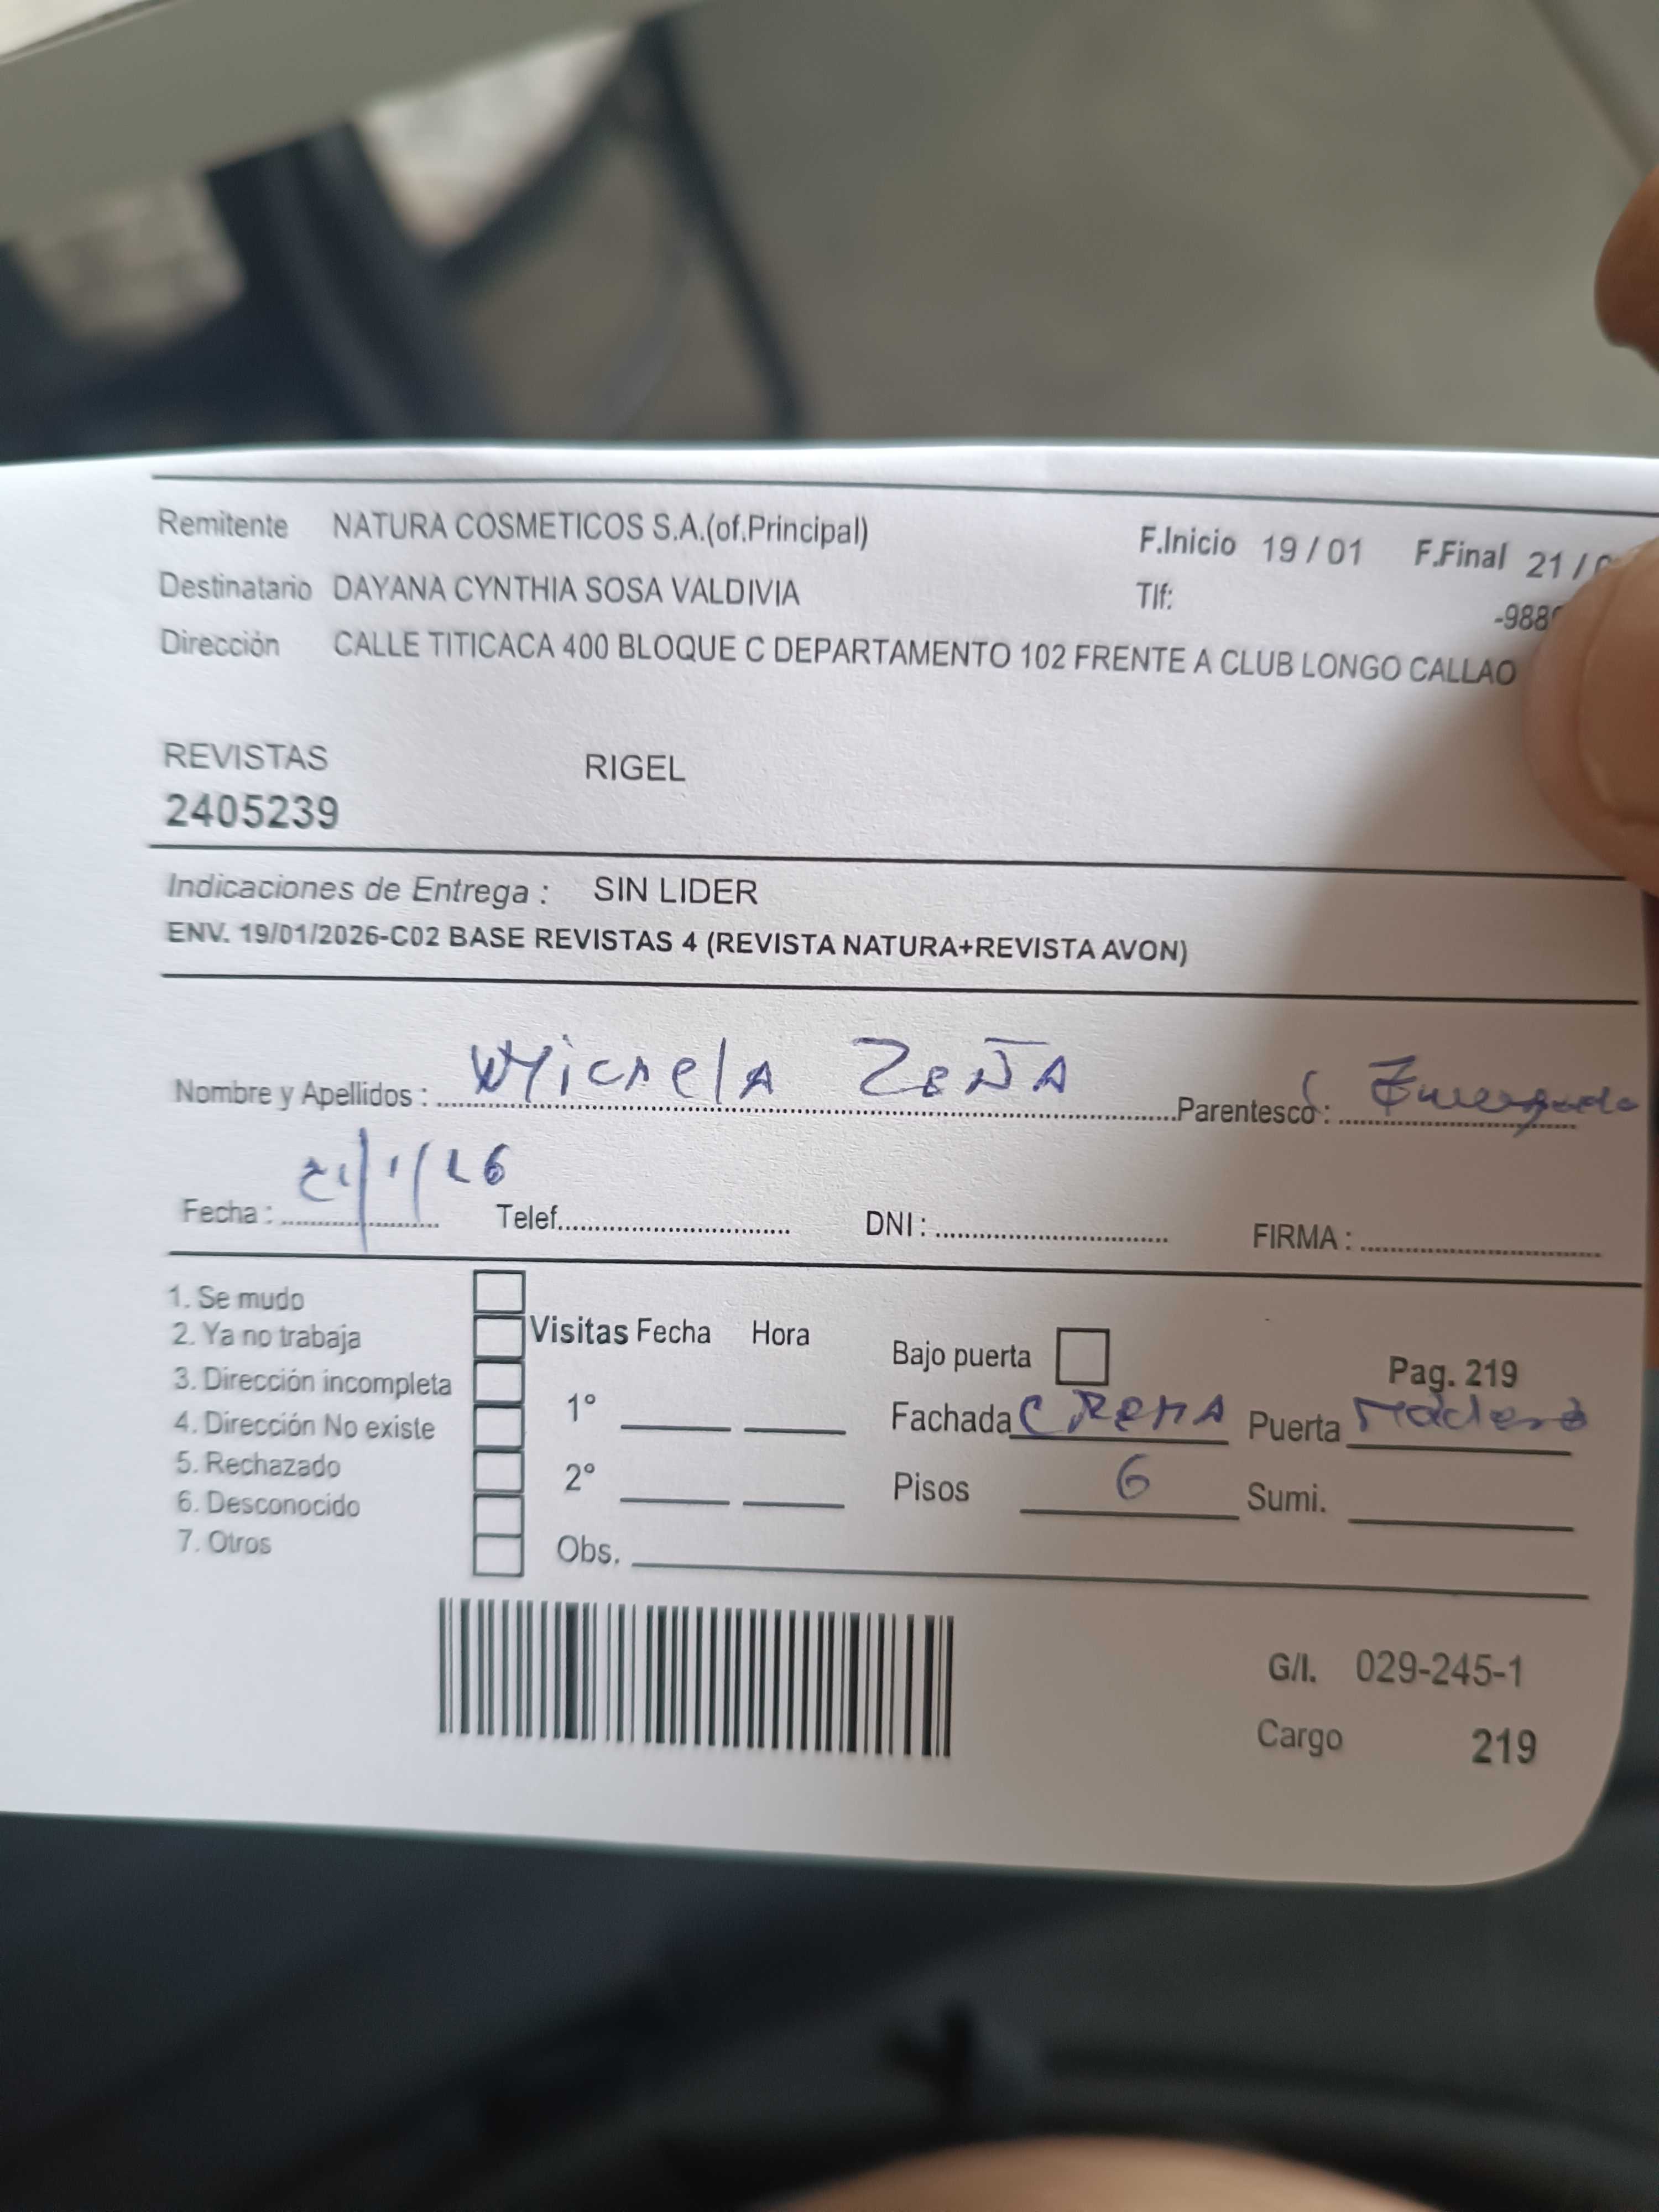 Remitente NATURA COSMETICOS S.A.(of.Principal) F.Inicio 19 / 01 F.Final 21 /
Destinatario DAYANA CYNTHIA SOSA VALDIVIA Tlf: -988
Dirección CALLE TITICACA 400 BLOQUE C DEPARTAMENTO 102 FRENTE A CLUB LONGO CALLAO
REVISTAS RIGEL
2405239
Indicaciones de Entrega : SIN LIDER
ENV. 19/01/2026-C02 BASE REVISTAS 4 (REVISTA NATURA+REVISTA AVON)
Nombre y Apellidos : ZEÑA Parentesco :
Fecha : 21/1/26 Telef. DNI : FIRMA :
1. Se mudo
2. Ya no trabaja Visitas Fecha Hora Bajo puerta Pag. 219
3. Dirección incompleta
4. Dirección No existe 1° Fachada CREMA Puerta
5. Rechazado 2° Pisos 6 Sumi.
6. Desconocido
7. Otros Obs.
G/I. 029-245-1
Cargo 219